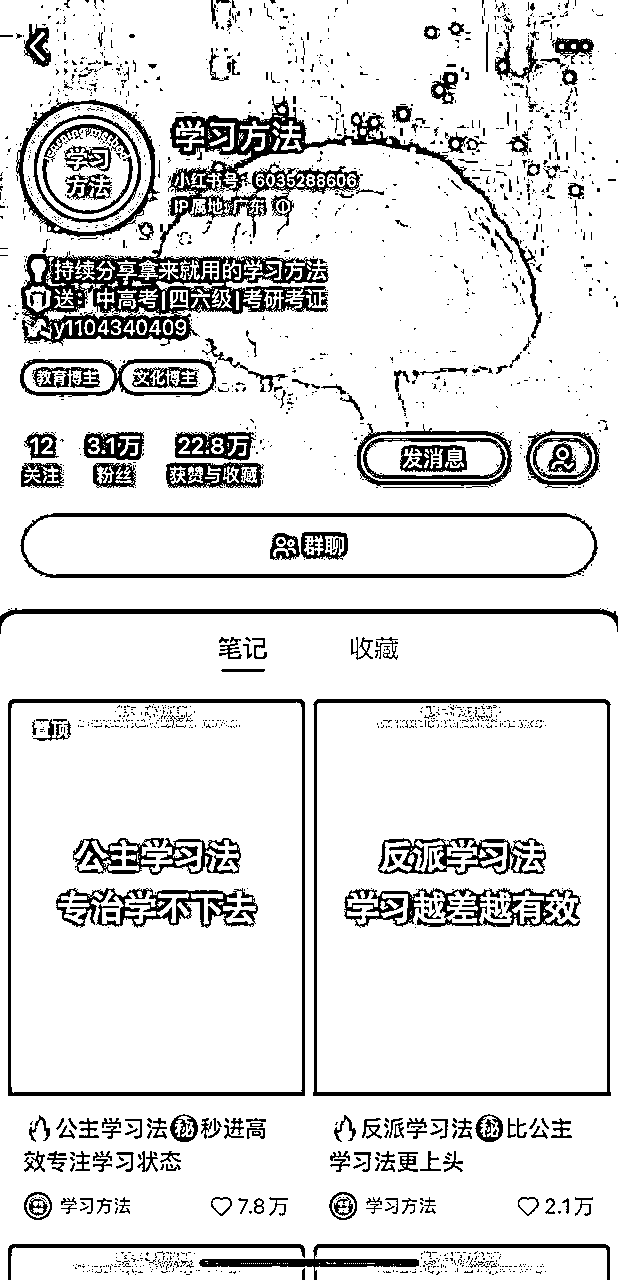 学习
方法
学习方法
小红书号：6035288606
IP属地：广东
持续分享拿来就用的学习方法
送：中高考|四六级|考研考证
y1104340409
教育博主 文化博主
12 3.1万 22.8万
关注 粉丝 获赞与收藏
发消息
群聊
笔记 收藏
置顶
公主学习法
专治学不下去
反派学习法
学习越差越有效
公主学习法㊙秒进高
效专注学习状态
学习方法 7.8万
反派学习法㊙比公主
学习法更上头
学习方法 2.1万